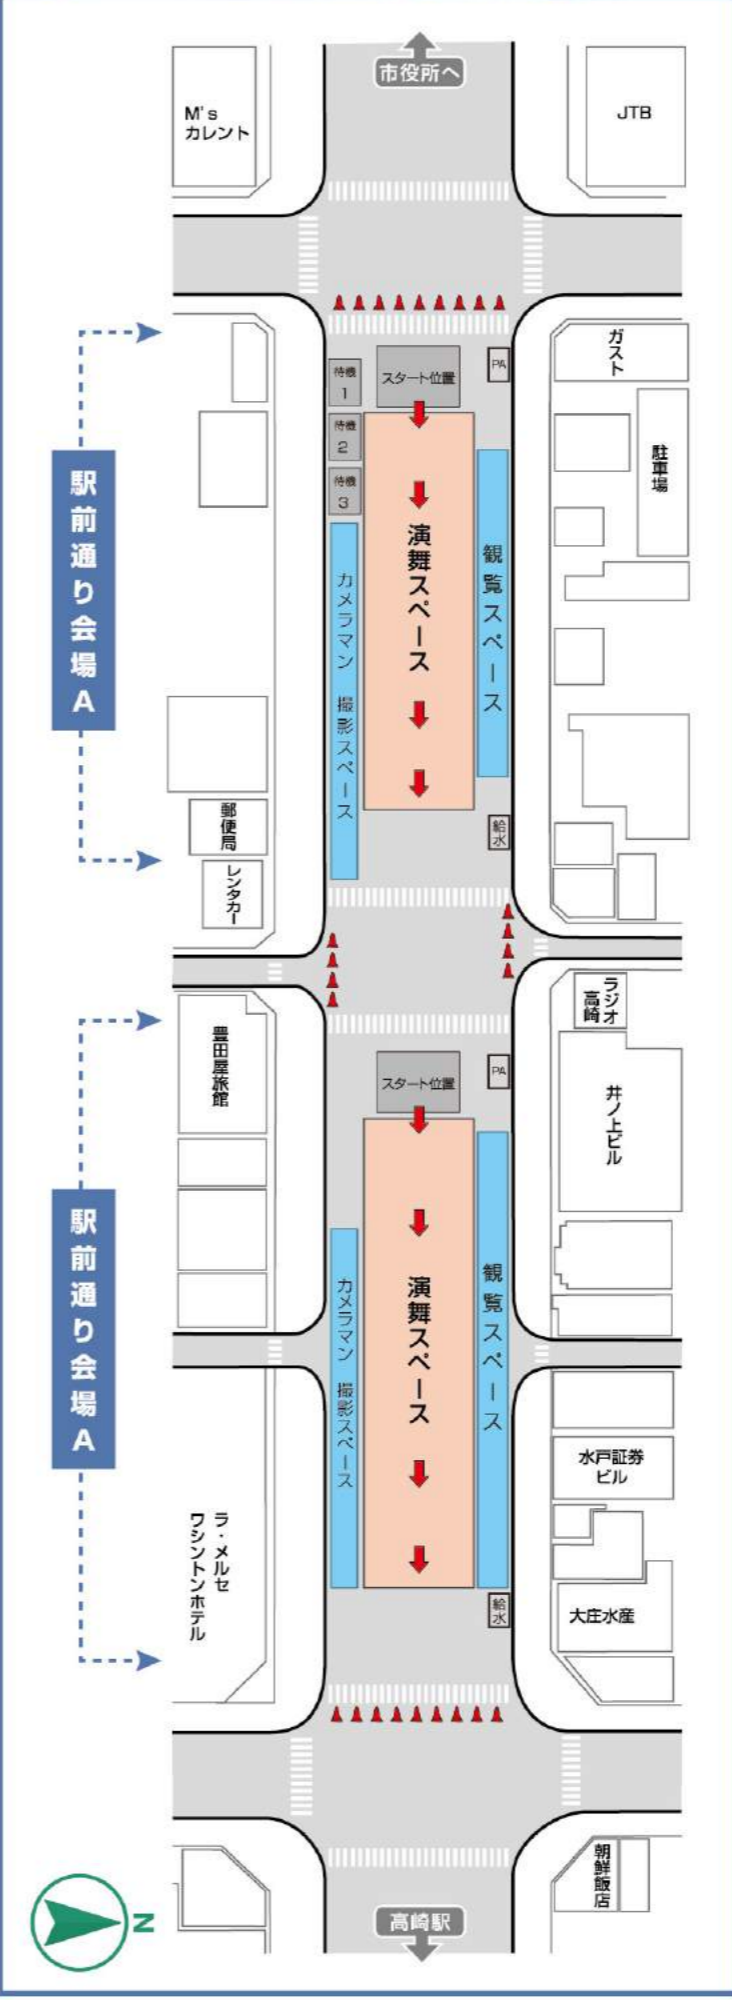 市役所へ
M's
カレント
JTB
ガスト
待機
1
スタート位置
PA
待機
2
待機
3
駐車場
駅前通り会場A
演舞スペース
観覧スペース
カメラマン 撮影スペース
郵便局
給水
レンタカー
ラジオ
高崎
豊田屋旅館
スタート位置
PA
井ノ上ビル
駅前通り会場A
演舞スペース
観覧スペース
カメラマン 撮影スペース
水戸証券
ビル
ラ・メルセ
ワシントンホテル
給水
大庄水産
朝鮮飯店
高崎駅
N